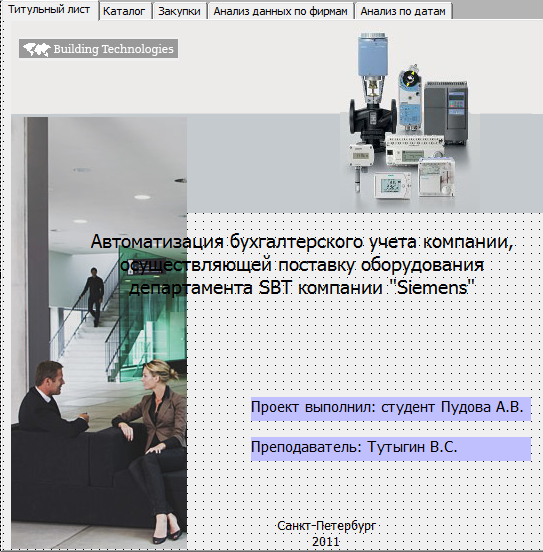 Титульный лист Каталог Закупки Анализ данных по фирмам Анализ по датам
Building Technologies
Автоматизация бухгалтерского учета компании,
осуществляющей поставку оборудования
департамента SBT компании "Siemens"
Проект выполнил: студент Пудова А.В.
Преподаватель: Тутыгин В.С.
Санкт-Петербург
2011